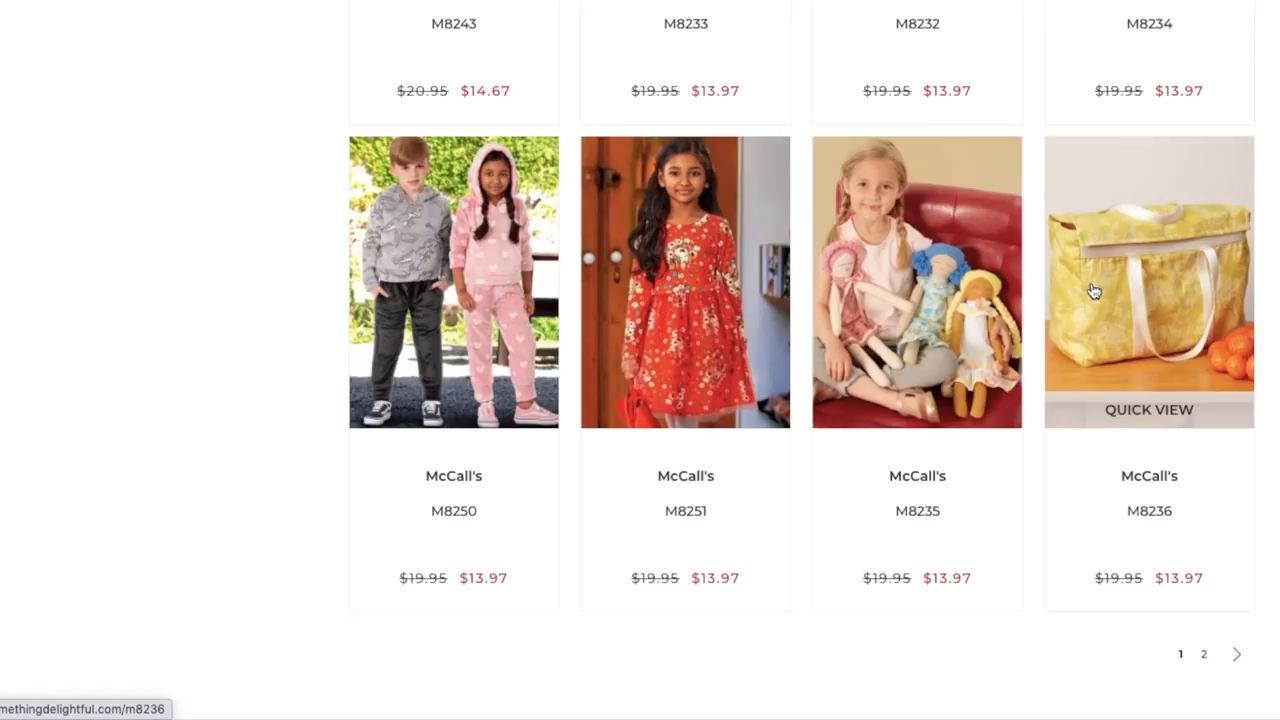 M8243
M8233
M8232
M8234
$20.95 $14.67
$19.95 $13.97
$19.95 $13.97
$19.95 $13.97
QUICK VIEW
McCall's
McCall's
McCall's
McCall's
M8250
M8251
M8235
M8236
$19.95 $13.97
$19.95 $13.97
$19.95 $13.97
$19.95 $13.97
1 2
methingdelightful.com/m8236